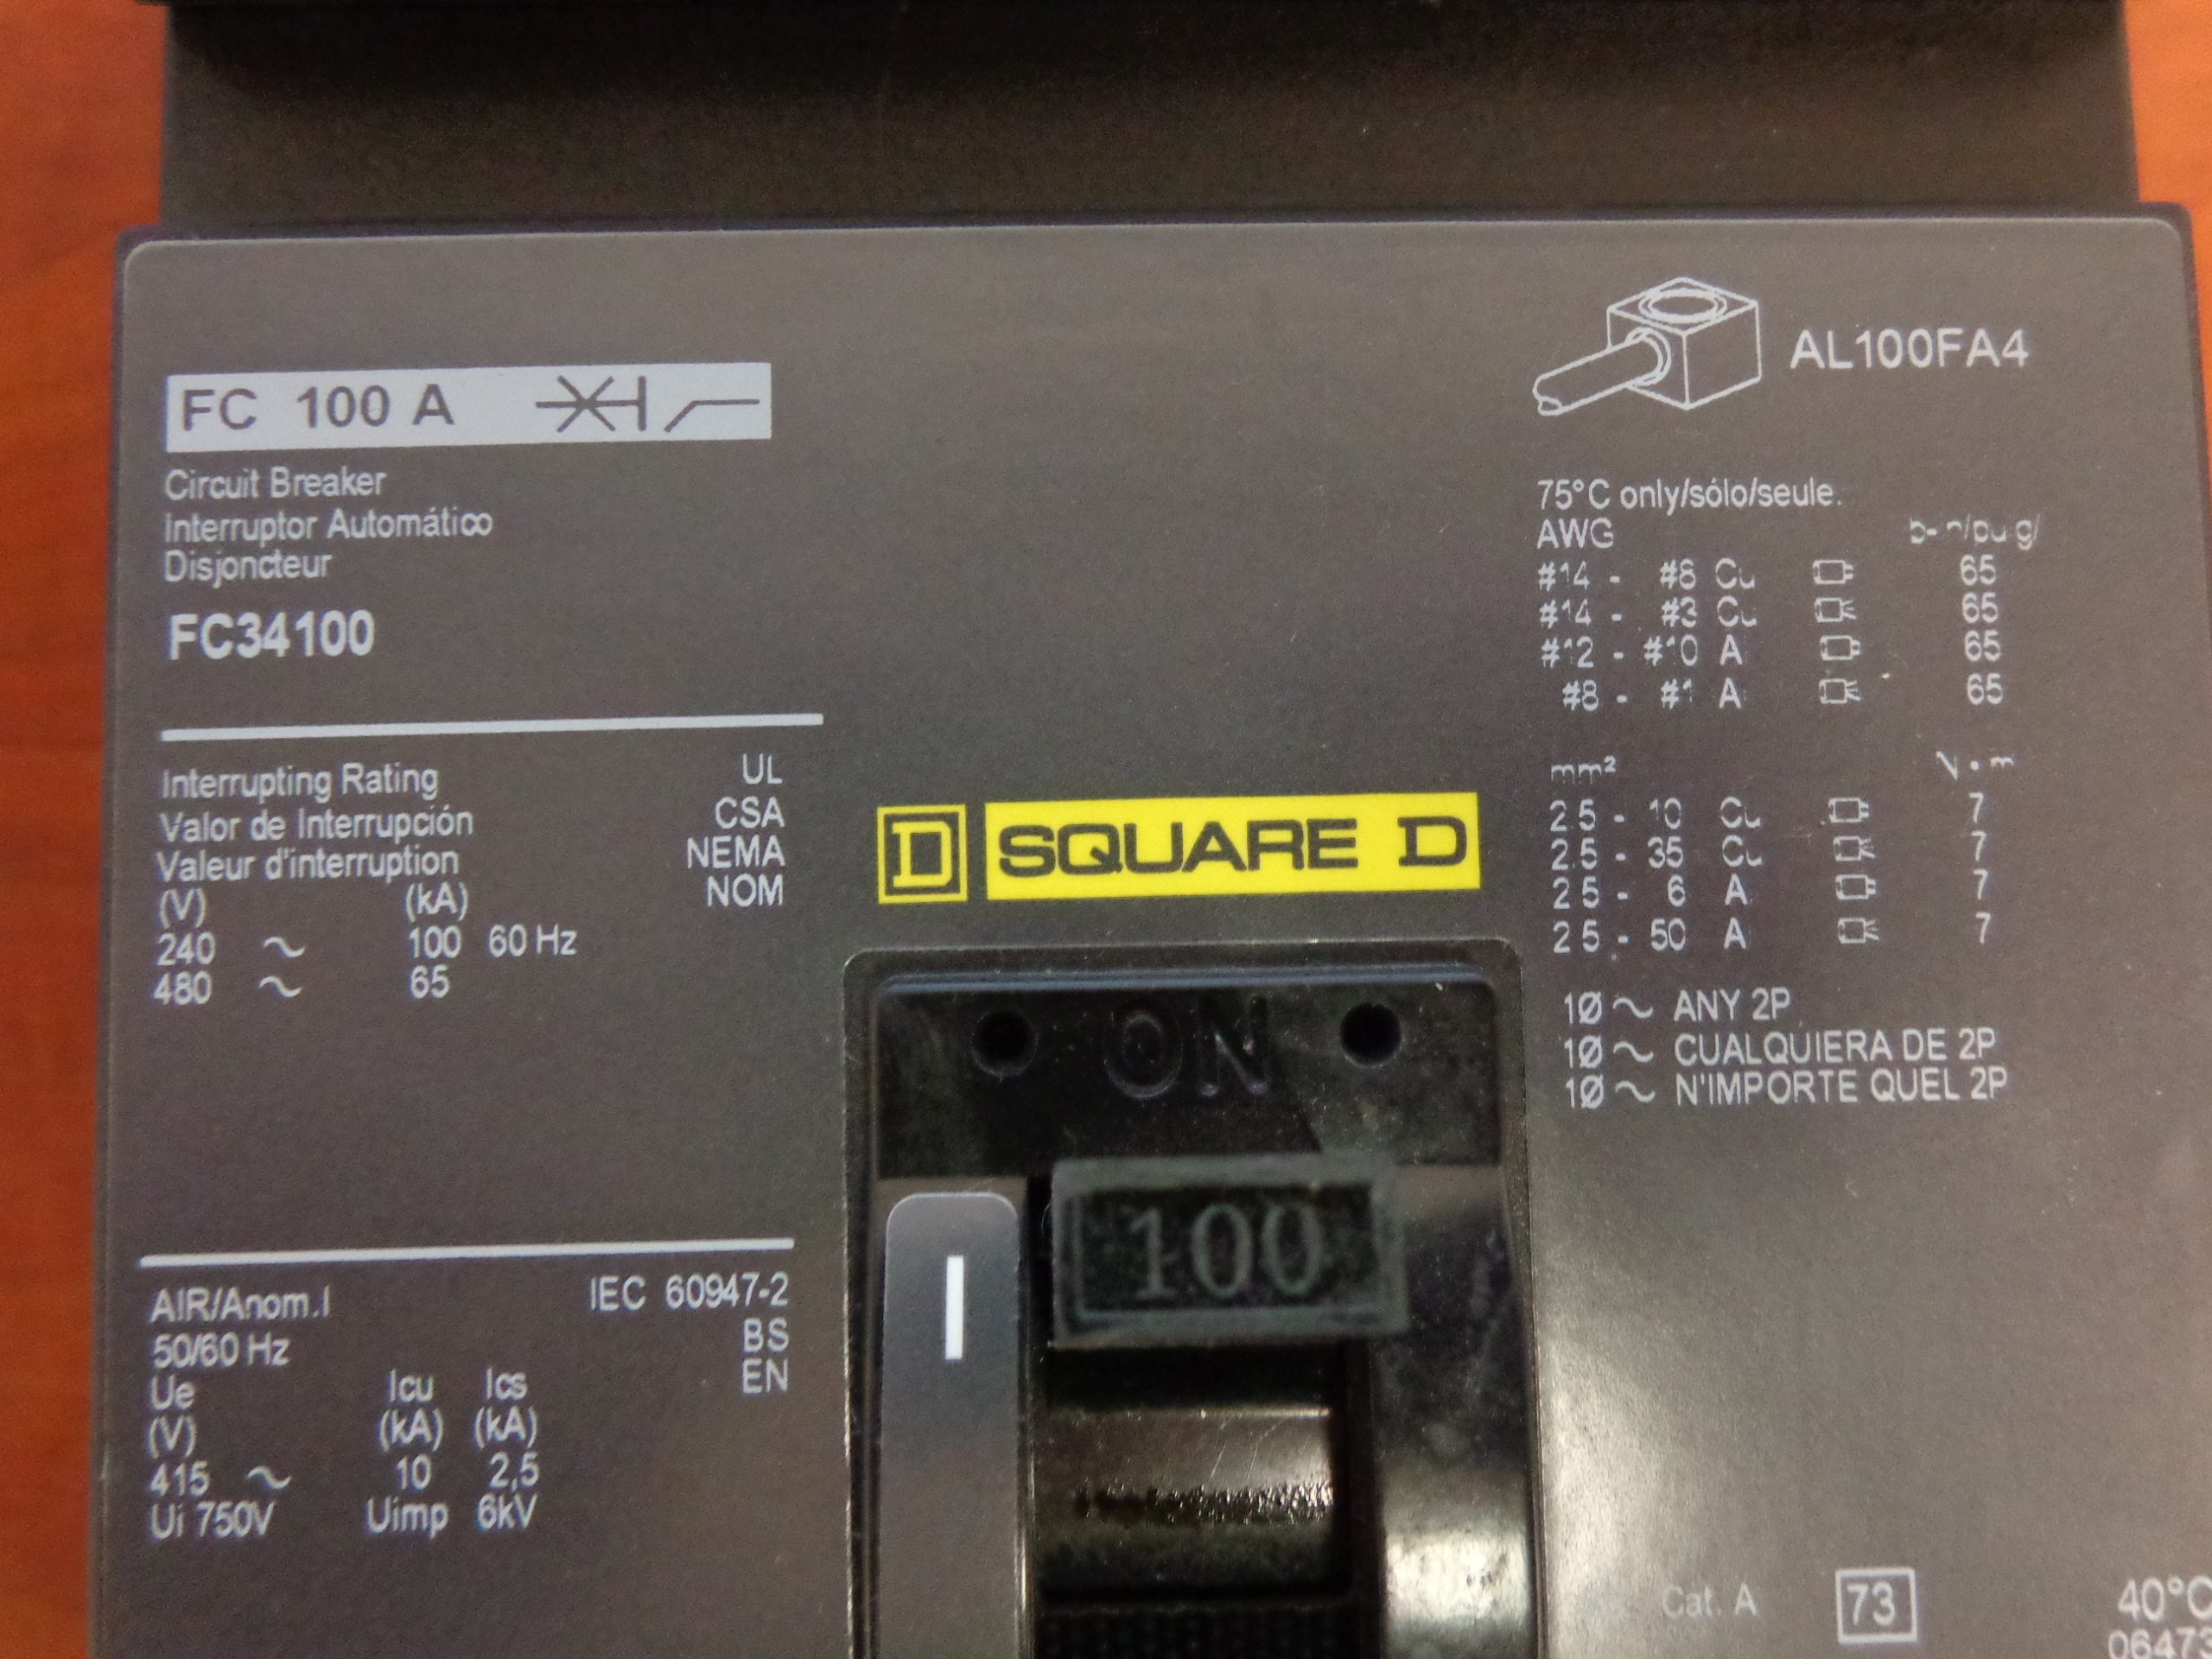 FC 100 A
Circuit Breaker
Interruptor Automático
Disjoncteur
FC34100
Interrupting Rating UL
Valor de Interrupción CSA
Valeur d'interruption NEMA
(V) (kA) NOM
240 ~ 100 60 Hz
480 ~ 65
AIR/Anom.I IEC 60947-2
50/60 Hz BS
Ue Icu Ics EN
(V) (kA) (kA)
415 ~ 10 2,5
Ui 750V Uimp 6kV
D SQUARE D
ON
100
AL100FA4
75°C only/sólo/seule.
AWG
#14 - #8 Cu 65
#14 - #3 Cu 65
#12 - #10 A 65
#8 - #1 A 65
mm² N•m
2.5 - 10 Cu 7
2.5 - 35 Cu 7
2.5 - 6 A 7
2.5 - 50 A 7
1Ø ~ ANY 2P
1Ø ~ CUALQUIERA DE 2P
1Ø ~ N'IMPORTE QUEL 2P
Cat. A 73 40°C
06473